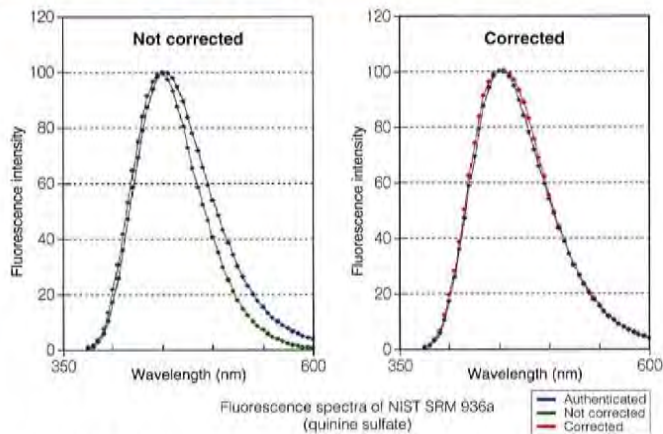 Not corrected
120
100
80
60
40
20
0
350
600
Wavelength (nm)
Fluorescence intensity
Corrected
120
100
80
60
40
20
0
350
600
Wavelength (nm)
Fluorescence intensity
Fluorescence spectra of NIST SRM 936a
(quinine sulfate)
Authenticated
Not corrected
Corrected